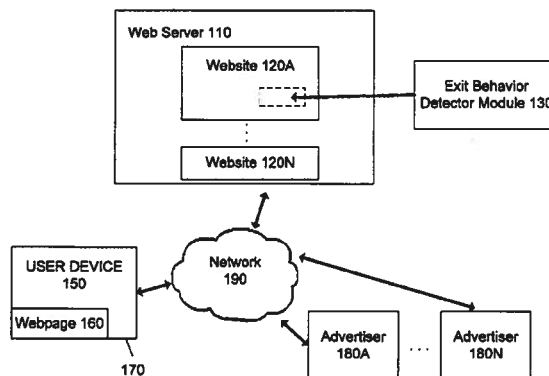 Web Server 110
Website 120A
Exit Behavior
Detector Module 130
Website 120N
Network
190
USER DEVICE
150
Webpage 160
170
Advertiser
180A
Advertiser
180N